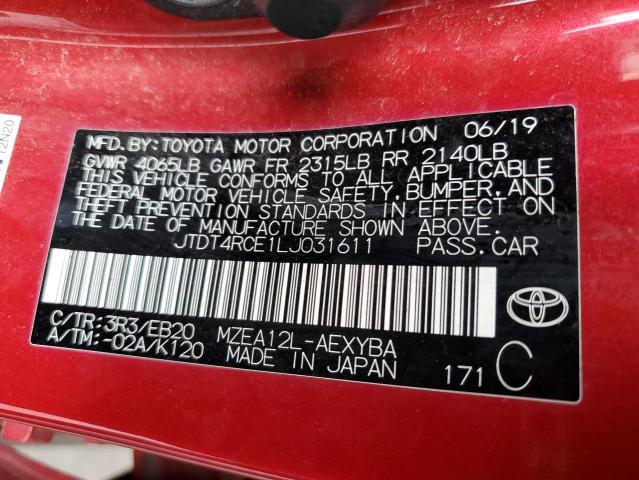 MFD.BY:TOYOTA MOTOR CORPORATION 06/19
GVWR 4065LB GAWR FR 2315LB RR 2140LB
THIS VEHICLE CONFORMS TO ALL APPLICABLE
FEDERAL MOTOR VEHICLE SAFETY, BUMPER, AND
THEFT PREVENTION STANDARDS IN EFFECT ON
THE DATE OF MANUFACTURE SHOWN ABOVE.
JTDT4RCE1LJ031611 PASS.CAR
C/TR:3R3/EB20 MZEA12L-AEXYBA
A/TM:-02A/K120 MADE IN JAPAN
171 C
12N20